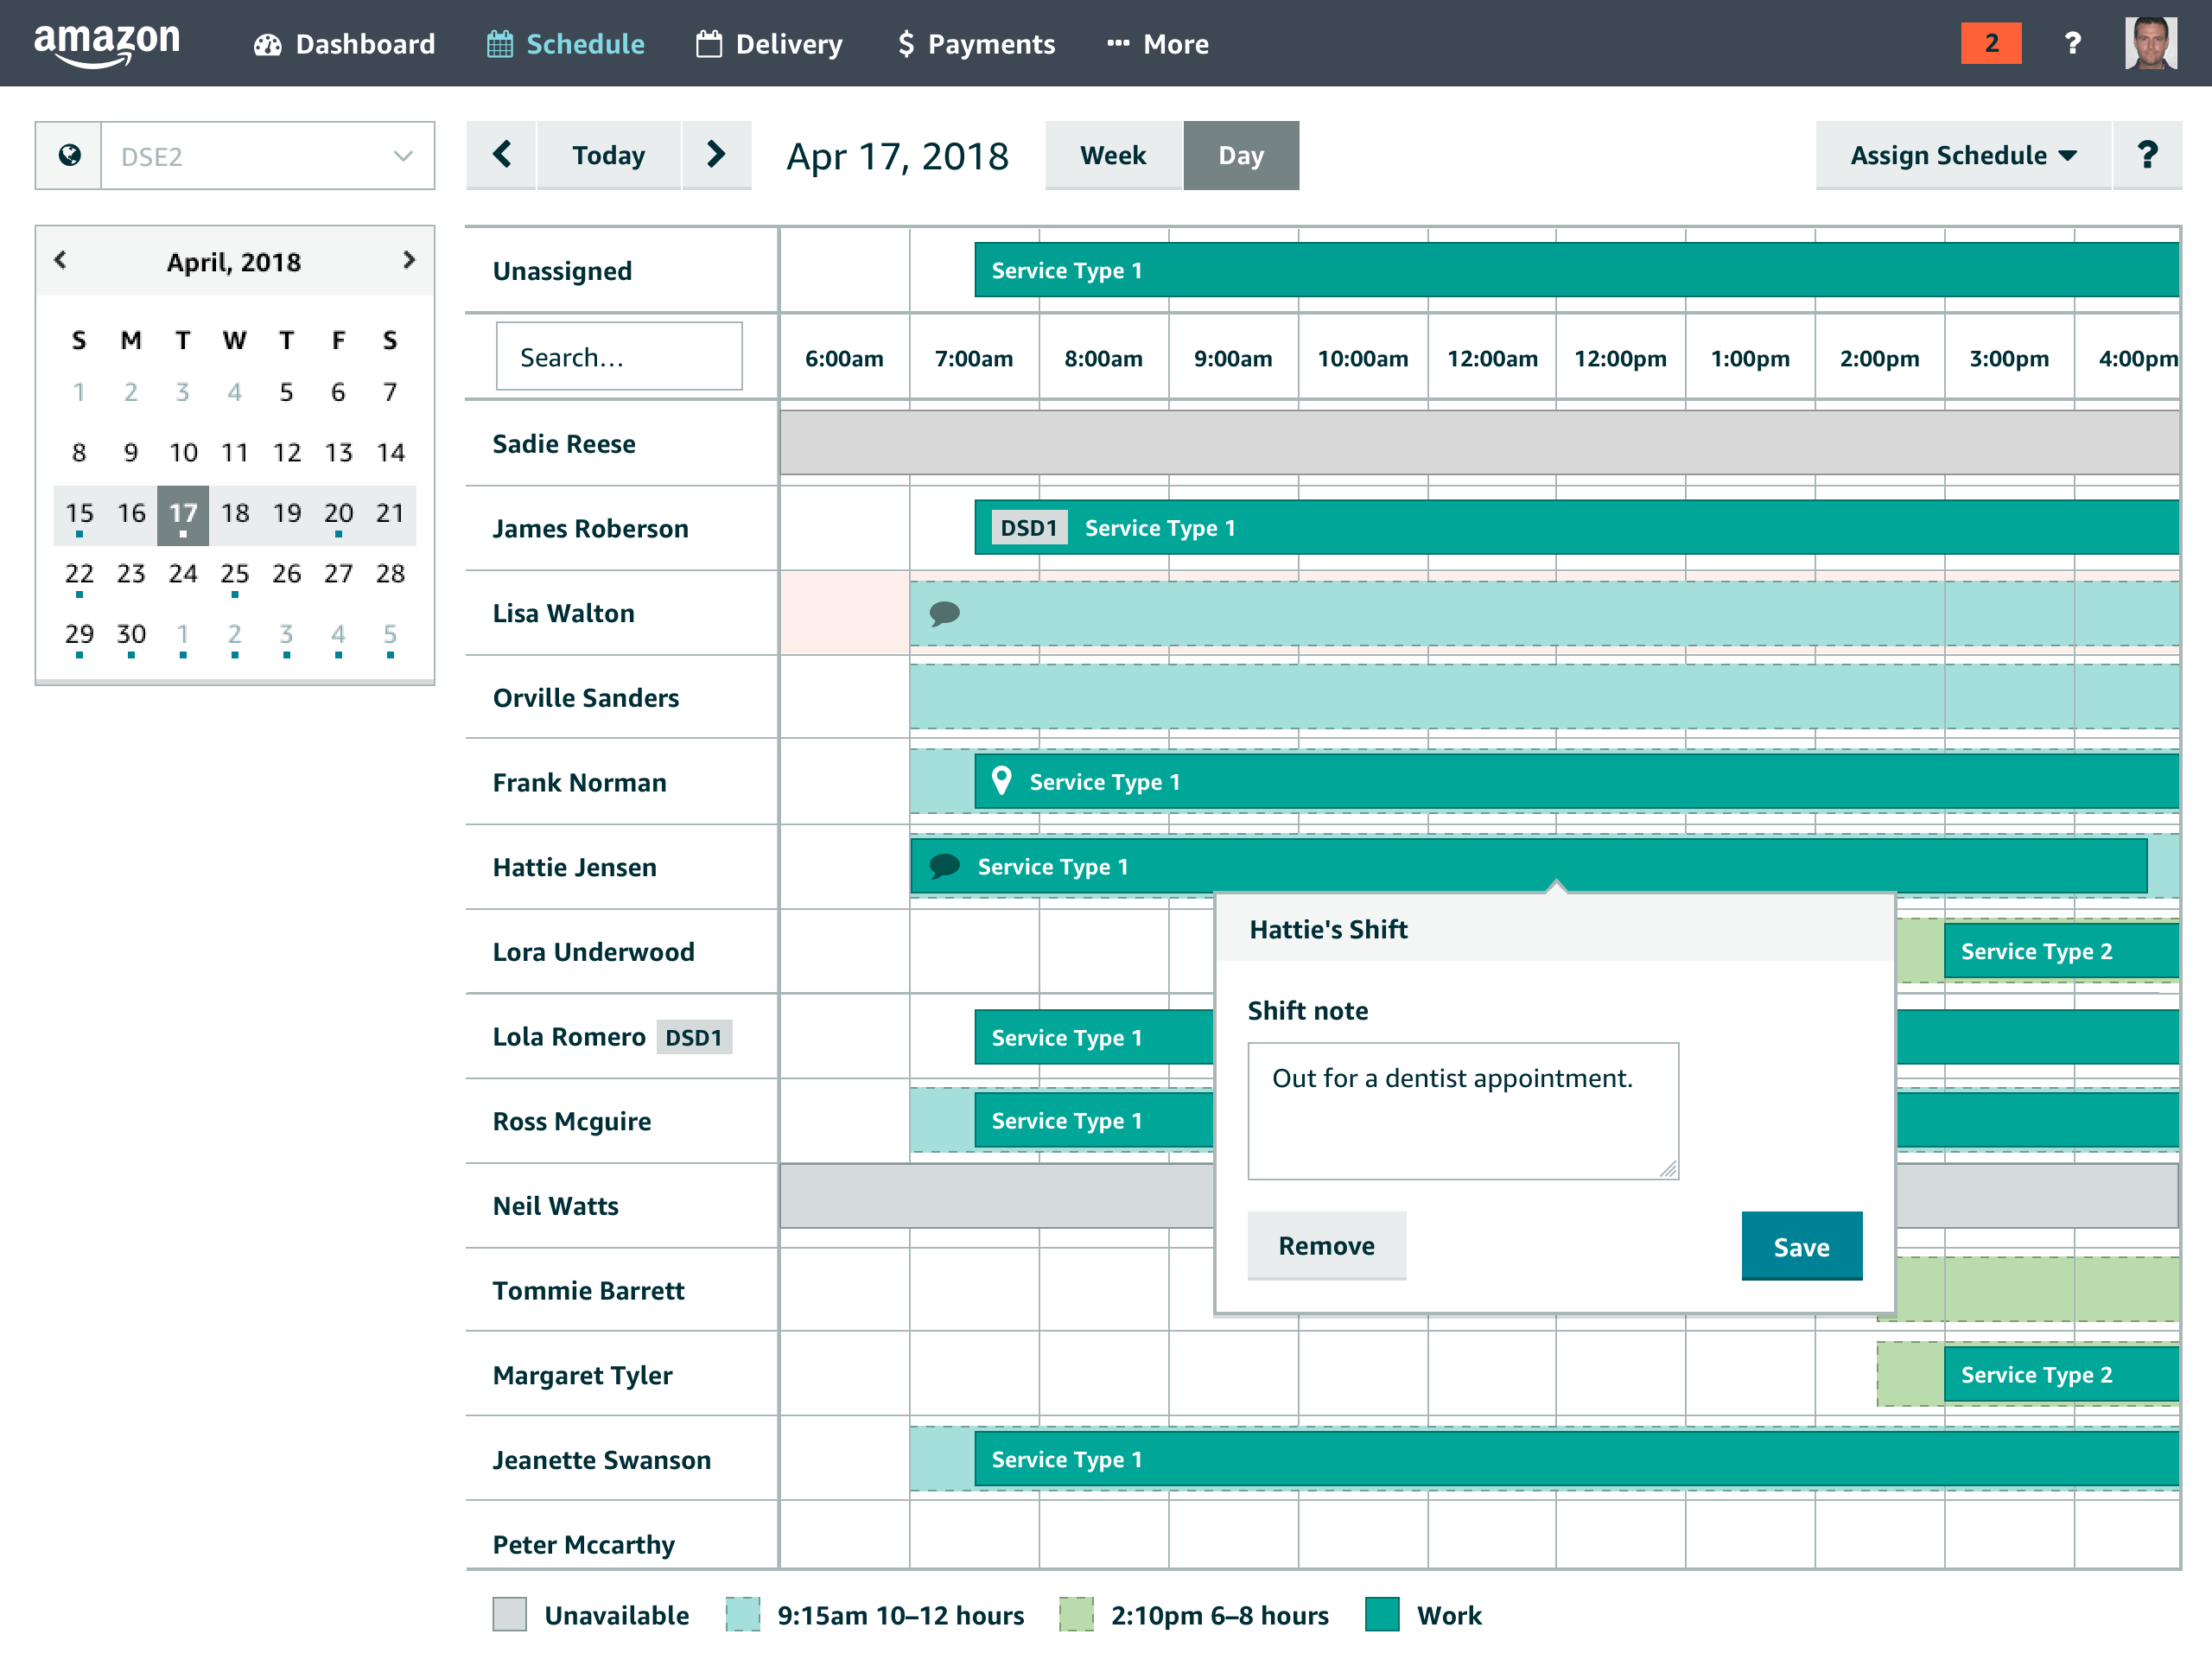 amazon Dashboard Schedule Delivery $ Payments ··· More 2 ?
DSE2
Today Apr 17, 2018 Week Day Assign Schedule ?
April, 2018
S M T W T F S
1 2 3 4 5 6 7
8 9 10 11 12 13 14
15 16 17 18 19 20 21
22 23 24 25 26 27 28
29 30 1 2 3 4 5
Unassigned Service Type 1
Search... 6:00am 7:00am 8:00am 9:00am 10:00am 12:00am 12:00pm 1:00pm 2:00pm 3:00pm 4:00pm
Sadie Reese
James Roberson DSD1 Service Type 1
Lisa Walton
Orville Sanders
Frank Norman Service Type 1
Hattie Jensen Service Type 1
Lora Underwood Service Type 2
Lola Romero DSD1 Service Type 1
Ross Mcguire Service Type 1
Neil Watts
Tommie Barrett
Margaret Tyler Service Type 2
Jeanette Swanson Service Type 1
Peter Mccarthy
Hattie's Shift
Shift note
Out for a dentist appointment.
Remove Save
Unavailable 9:15am 10–12 hours 2:10pm 6–8 hours Work